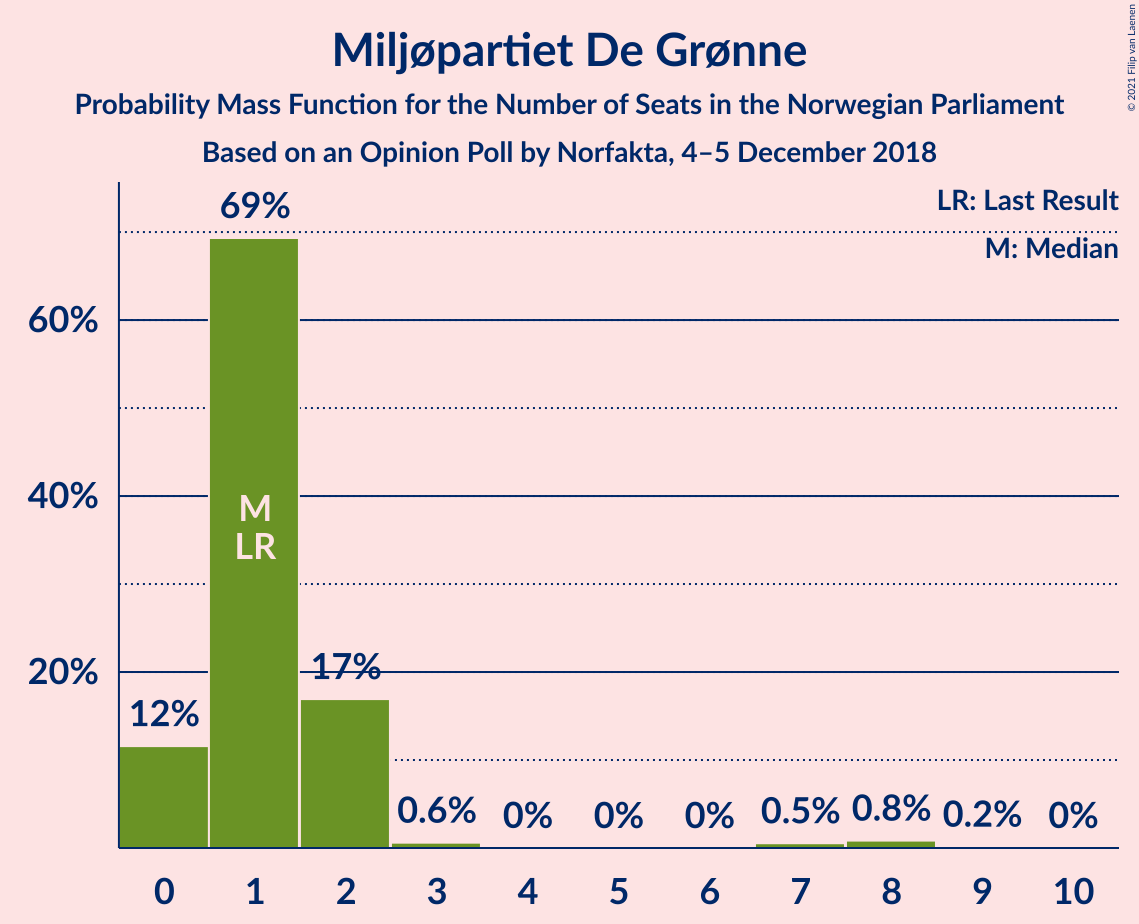 Miljøpartiet De Grønne
Probability Mass Function for the Number of Seats in the Norwegian Parliament
Based on an Opinion Poll by Norfakta, 4–5 December 2018
© 2021 Filip van Laenen
LR: Last Result
M: Median
69%
60%
40%
M
LR
20%
17%
12%
0.6%
0%
0%
0%
0.5%
0.8%
0.2%
0%
0 1 2 3 4 5 6 7 8 9 10